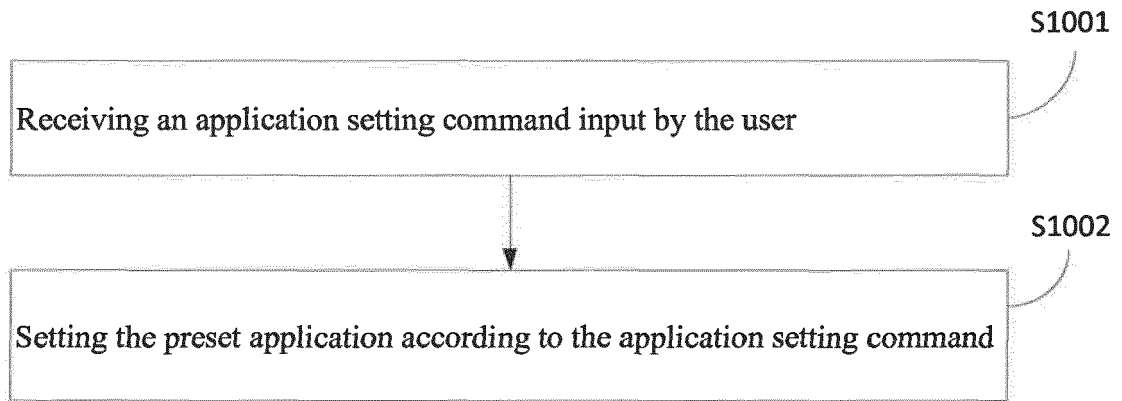 S1001
Receiving an application setting command input by the user
S1002
Setting the preset application according to the application setting command